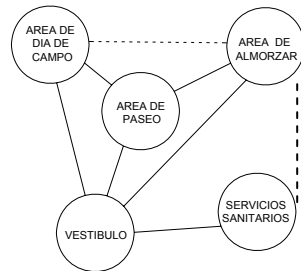 AREA DE
DIA DE
CAMPO
AREA DE
ALMORZAR
AREA DE
PASEO
SERVICIOS
SANITARIOS
VESTIBULO